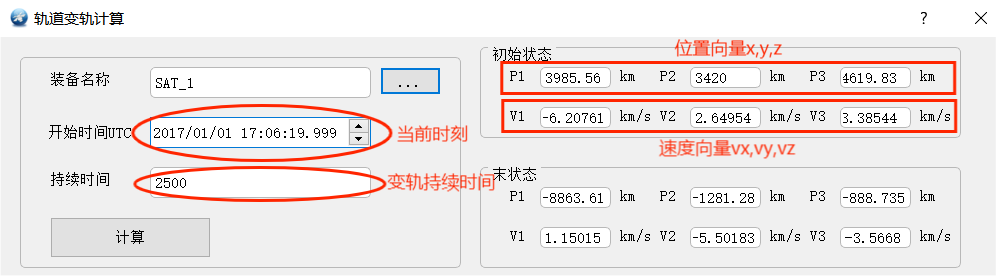 轨道变轨计算 ?
装备名称 SAT_1 ...
开始时间UTC 2017/01/01 17:06:19.999 当前时刻
持续时间 2500 变轨持续时间
计算
初始状态 位置向量x,y,z
P1 3985.56 km P2 3420 km P3 4619.83 km
V1 -6.20761 km/s V2 2.64954 km/s V3 3.38544 km/s
速度向量vx,vy,vz
末状态
P1 -8863.61 km P2 -1281.28 km P3 -888.735 km
V1 1.15015 km/s V2 -5.50183 km/s V3 -3.5668 km/s